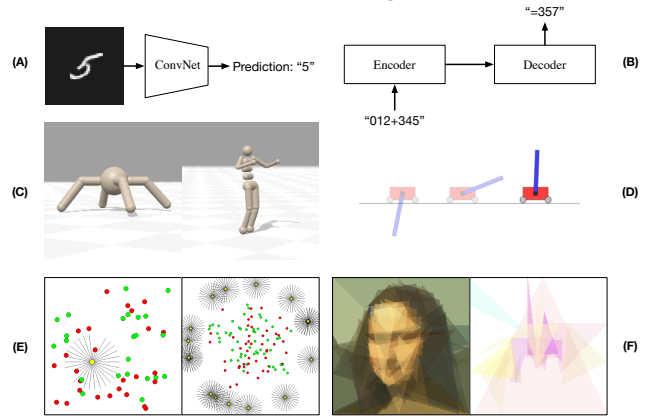 "=357"
(A)
5
ConvNet
Prediction: "5"
Encoder
Decoder
(B)
"012+345"
(C)
(D)
(E)
(F)